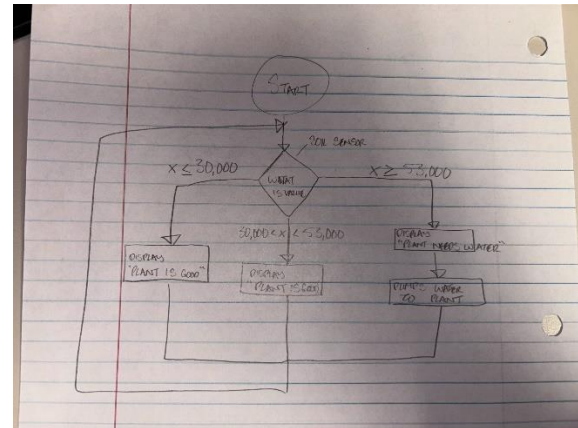 START
SOIL SENSOR
X ≤ 30,000
X ≥ 53,000
WHAT
IS VALUE
30,000 < X < 53,000
DISPLAY
"PLANT NEEDS WATER"
DISPLAY
"PLANT IS GOOD"
DISPLAY
"PLANT IS GOOD"
PUMPS WATER
TO PLANT